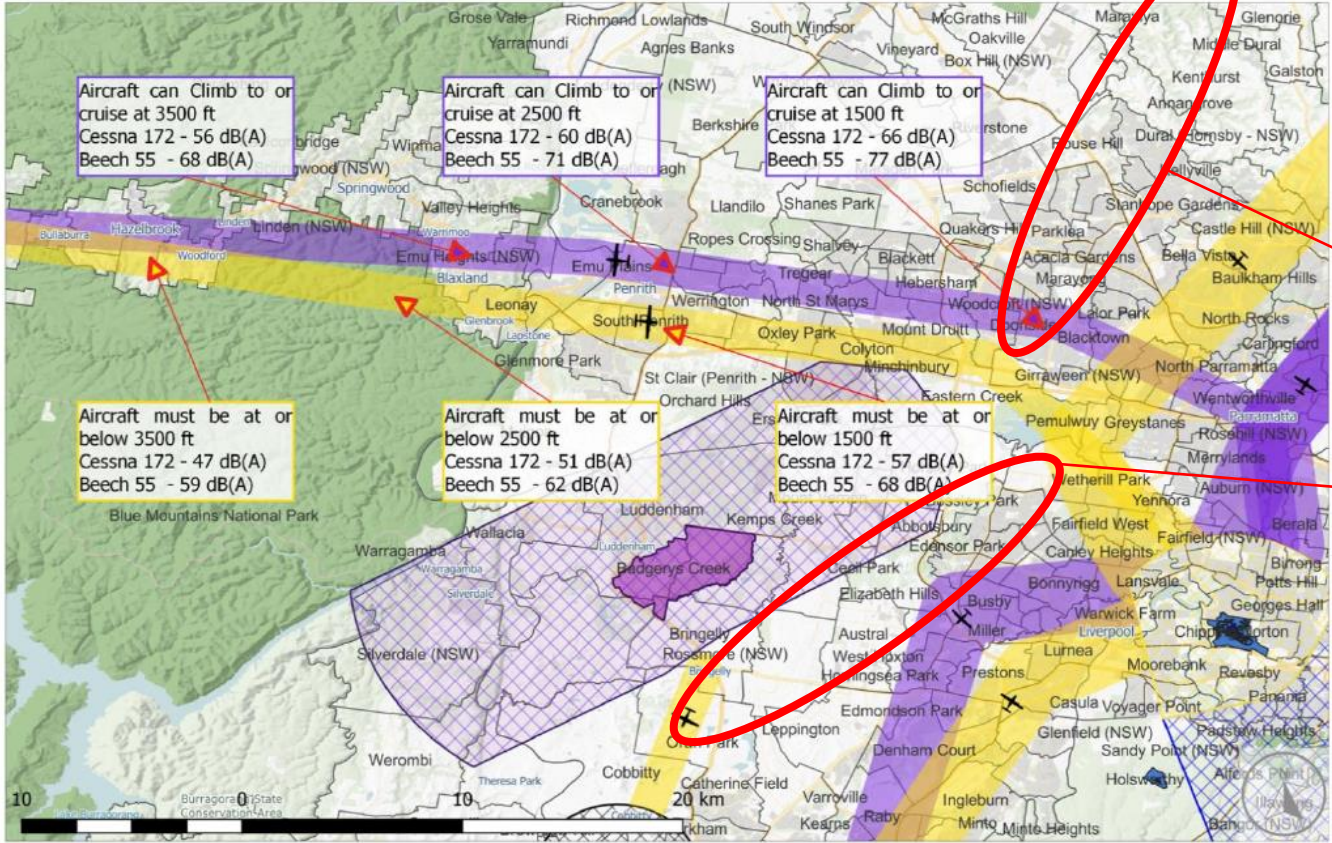 Grose Vale
Richmond Lowlands
South Windsor
McGraths Hill
Oakville
Glenorie
Yarramundi
Agnes Banks
Vineyard
Box Hill (NSW)
Middle Dural
Galston
Kenthurst
Annangrove
Aircraft can Climb to or
cruise at 3500 ft
Cessna 172 - 56 dB(A)
Beech 55 - 68 dB(A)
Aircraft can Climb to or
cruise at 2500 ft
Cessna 172 - 60 dB(A)
Beech 55 - 71 dB(A)
Aircraft can Climb to or
cruise at 1500 ft
Cessna 172 - 66 dB(A)
Beech 55 - 77 dB(A)
Berkshire
Springwood
Valley Heights
Cranebrook
Llandilo
Shanes Park
Schofields
Stanhope Gardens
Castle Hill (NSW)
Quakers Hill
Parklea
Ropes Crossing
Shalvey
Bullaburra
Hazelbrook
Linden
Linden (NSW)
Warrimoo
Woodford
Emu Heights (NSW)
Blaxland
Emu Plains
Penrith
Tregear
Blackett
Hebersham
Acacia Gardens
Marayong
Bella Vista
Baulkham Hills
Leonay
Werrington
North St Marys
Woodcroft (NSW)
Lalor Park
North Rocks
Glenbrook
Lapstone
South Penrith
Oxley Park
Mount Druitt
Doonside
Blacktown
Carlingford
Glenmore Park
Colyton
Minchinbury
Girraween (NSW)
North Parramatta
St Clair (Penrith - NSW)
Orchard Hills
Eastern Creek
Wentworthville
Parramatta
Pemulwuy
Greystanes
Rosehill (NSW)
Merrylands
Aircraft must be at or
below 3500 ft
Cessna 172 - 47 dB(A)
Beech 55 - 59 dB(A)
Aircraft must be at or
below 2500 ft
Cessna 172 - 51 dB(A)
Beech 55 - 62 dB(A)
Aircraft must be at or
below 1500 ft
Cessna 172 - 57 dB(A)
Beech 55 - 68 dB(A)
Wetherill Park
Yennora
Auburn (NSW)
Blue Mountains National Park
Luddenham
Kemps Creek
Abbotsbury
Fairfield West
Fairfield (NSW)
Berala
Wallacia
Warragamba
Warragamba
Luddenham
Edensor Park
Canley Heights
Birrong
Badgerys Creek
Cecil Park
Bonnyrigg
Lansvale
Potts Hill
Silverdale
Elizabeth Hills
Busby
Warwick Farm
Georges Hall
Bringelly
Austral
Miller
Liverpool
Silverdale (NSW)
Rossmore (NSW)
Bringelly
West Hoxton
Lurnea
Horningsea Park
Prestons
Moorebank
Revesby
Edmondson Park
Casula
Voyager Point
Panania
Oran Park
Leppington
Glenfield (NSW)
Padstow Heights
Werombi
Denham Court
Sandy Point (NSW)
Theresa Park
Cobbitty
Catherine Field
Holsworthy
Burragorang State
Conservation Area
Varroville
Ingleburn
Cobbitty
Kearns
Raby
Minto
Minto Heights
Lake Burragorang
10
0
10
20 km